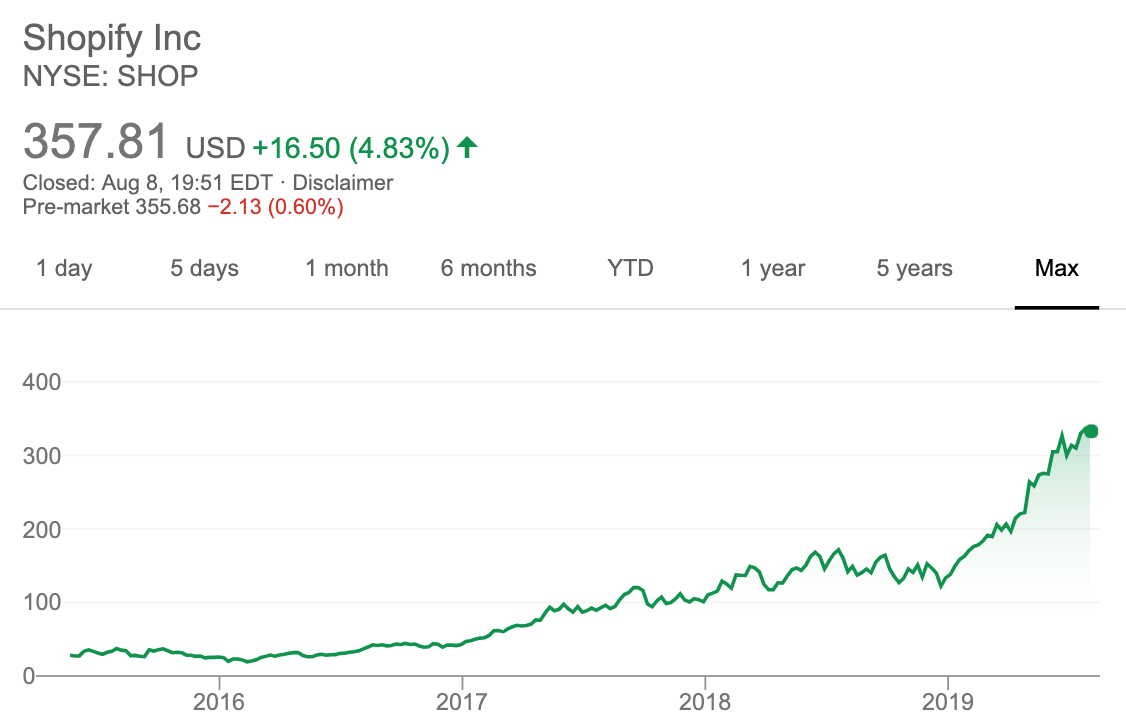 Shopify Inc
NYSE: SHOP
357.81 USD +16.50 (4.83%) ↑
Closed: Aug 8, 19:51 EDT · Disclaimer
Pre-market 355.68 −2.13 (0.60%)
1 day 5 days 1 month 6 months YTD 1 year 5 years Max
400
300
200
100
0
2016 2017 2018 2019